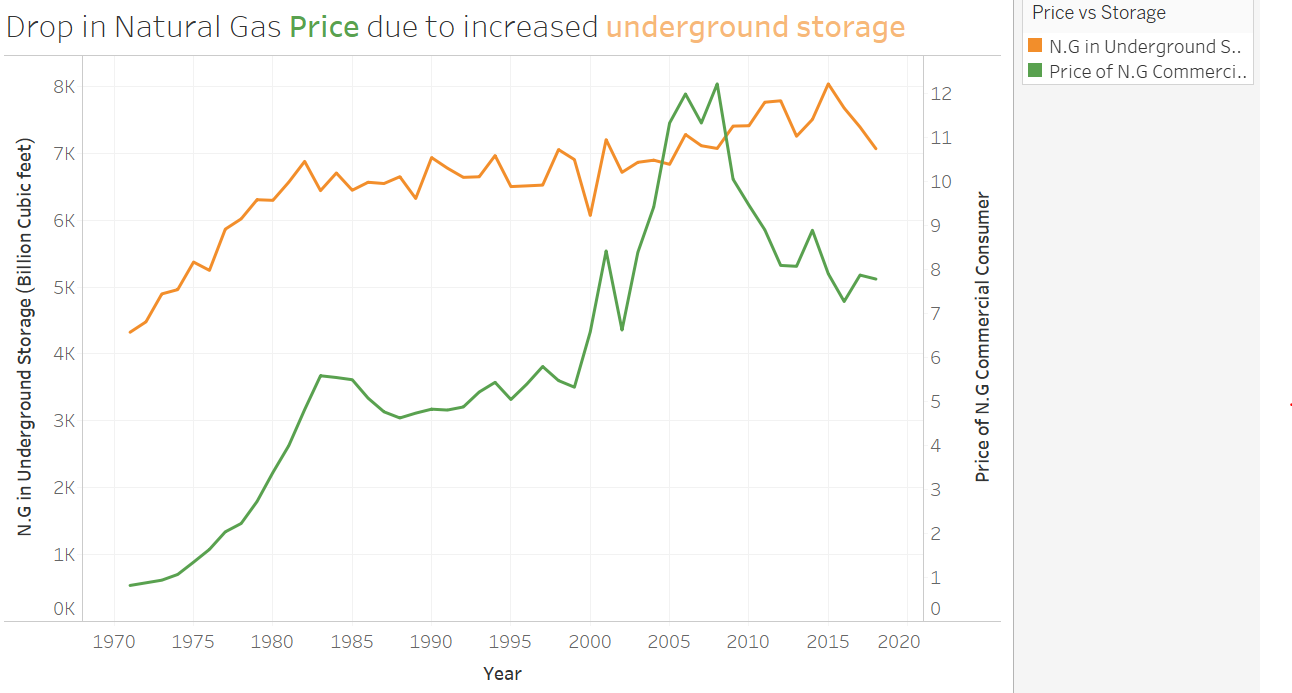 Drop in Natural Gas Price due to increased underground storage
Price vs Storage
N.G in Underground S..
Price of N.G Commerci..
N.G in Underground Storage (Billion Cubic feet)
8K
7K
6K
5K
4K
3K
2K
1K
0K
12
11
10
9
8
7
6
5
4
3
2
1
0
Price of N.G Commercial Consumer
1970 1975 1980 1985 1990 1995 2000 2005 2010 2015 2020
Year